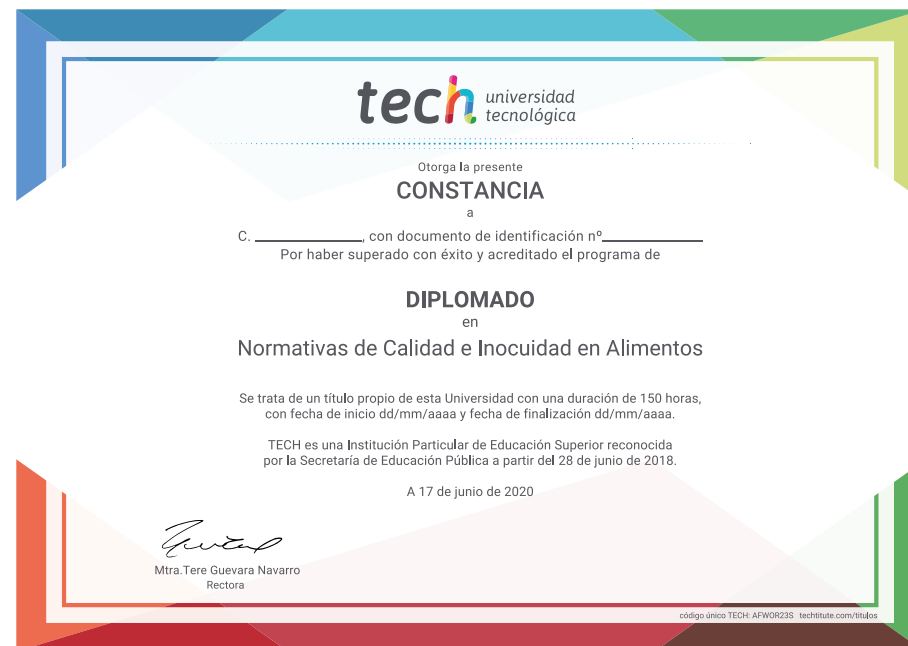 tech universidad
tecnológica
Otorga la presente
CONSTANCIA
a
C. ______________, con documento de identificación nº_____________
Por haber superado con éxito y acreditado el programa de
DIPLOMADO
en
Normativas de Calidad e Inocuidad en Alimentos
Se trata de un título propio de esta Universidad con una duración de 150 horas,
con fecha de inicio dd/mm/aaaa y fecha de finalización dd/mm/aaaa.
TECH es una Institución Particular de Educación Superior reconocida
por la Secretaría de Educación Pública a partir del 28 de junio de 2018.
A 17 de junio de 2020
Mtra.Tere Guevara Navarro
Rectora
código único TECH: AFWOR23S techtitute.com/titulos